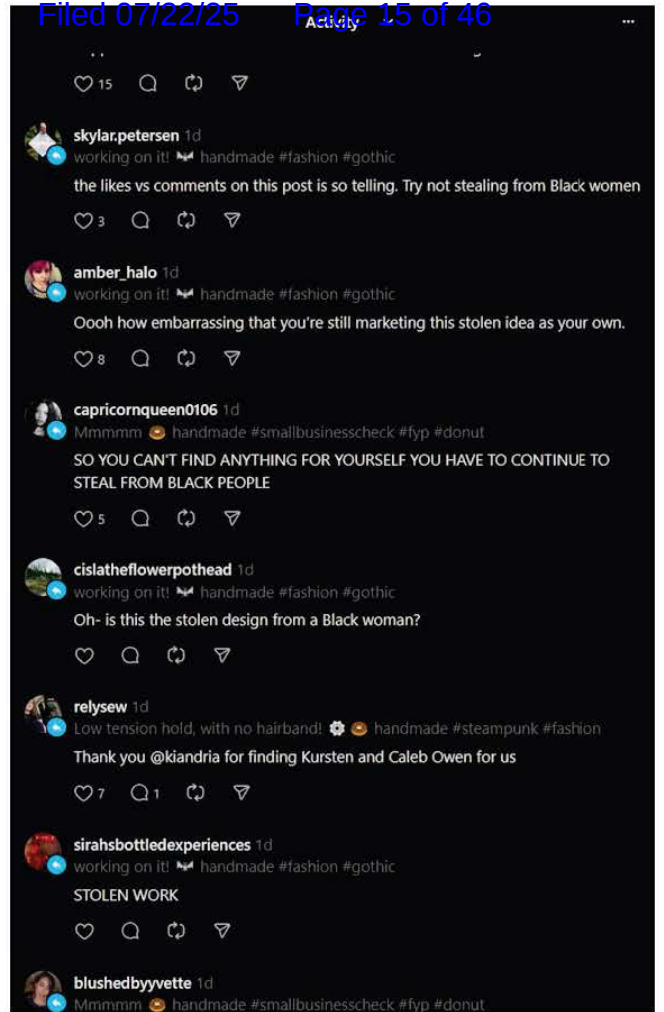 Filed 07/22/25 Page 15 of 46
Activity
15
skylar.petersen 1d
working on it! handmade #fashion #gothic
the likes vs comments on this post is so telling. Try not stealing from Black women
3
amber_halo 1d
working on it! handmade #fashion #gothic
Oooh how embarrassing that you're still marketing this stolen idea as your own.
8
capricornqueen0106 1d
Mmmmm 🍩 handmade #smallbusinesscheck #fyp #donut
SO YOU CAN'T FIND ANYTHING FOR YOURSELF YOU HAVE TO CONTINUE TO
STEAL FROM BLACK PEOPLE
5
cislatheflowerpothead 1d
working on it! handmade #fashion #gothic
Oh- is this the stolen design from a Black woman?
relysew 1d
Low tension hold, with no hairband! ⚙️ 🍩 handmade #steampunk #fashion
Thank you @kiandria for finding Kursten and Caleb Owen for us
7 1
sirahsbottledexperiences 1d
working on it! handmade #fashion #gothic
STOLEN WORK
blushedbyyvette 1d
Mmmmm 🍩 handmade #smallbusinesscheck #fyp #donut